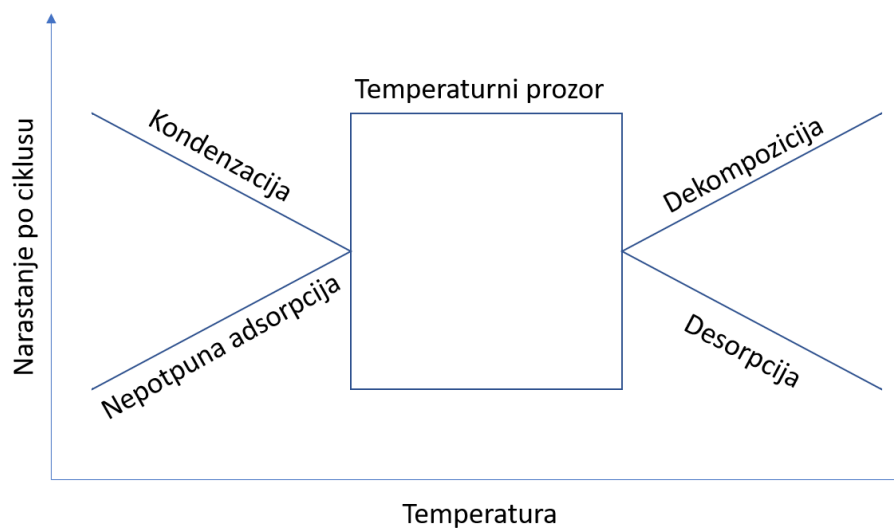 Temperaturni prozor
Kondenzacija
Dekompozicija
Narastanje po ciklusu
Nepotpuna adsorpcija
Desorpcija
Temperatura